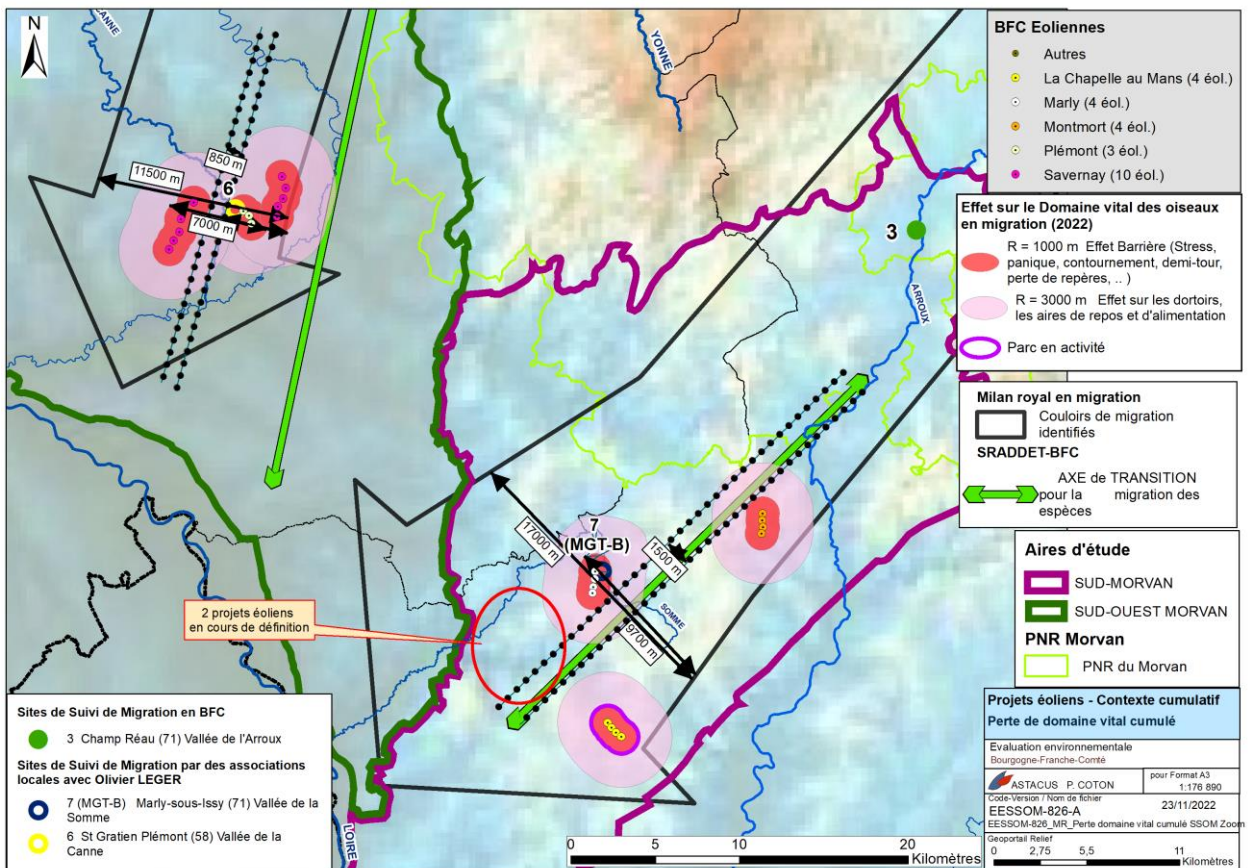 N
CANNE
YONNE
ARROUX
SOMME
LOIRE
850 m
11500 m
6
7000 m
3
7
(MGT-B)
17000 m
1500 m
9700 m
2 projets éoliens
en cours de définition
BFC Eoliennes
Autres
La Chapelle au Mans (4 éol.)
Marly (4 éol.)
Montmort (4 éol.)
Plémont (3 éol.)
Savernay (10 éol.)
Effet sur le Domaine vital des oiseaux
en migration (2022)
R = 1000 m Effet Barrière (Stress,
panique, contournement, demi-tour,
perte de repères, .. )
R = 3000 m Effet sur les dortoirs,
les aires de repos et d'alimentation
Parc en activité
Milan royal en migration
Couloirs de migration
identifiés
SRADDET-BFC
AXE de TRANSITION
pour la migration des
espèces
Aires d'étude
SUD-MORVAN
SUD-OUEST MORVAN
PNR Morvan
PNR du Morvan
Sites de Suivi de Migration en BFC
3 Champ Réau (71) Vallée de l'Arroux
Sites de Suivi de Migration par des associations
locales avec Olivier LEGER
7 (MGT-B) Marly-sous-Issy (71) Vallée de la
Somme
6 St Gratien Plémont (58) Vallée de la
Canne
0 5 10 20
Kilomètres
Projets éoliens - Contexte cumulatif
Perte de domaine vital cumulé
Evaluation environnementale
Bourgogne-Franche-Comté
ASTACUS P. COTON
pour Format A3
1:176 890
Code-Version / Nom de fichier
23/11/2022
EESSOM-826-A
EESSOM-826_MR_Perte domaine vital cumulé SSOM Zoom
Geoportail Relief
0 2,75 5,5 11
Kilomètres